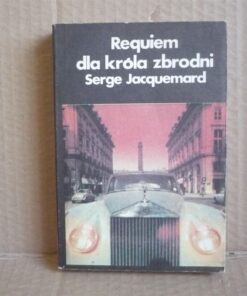 Requiem
dla króla zbrodni
Serge Jacquemard